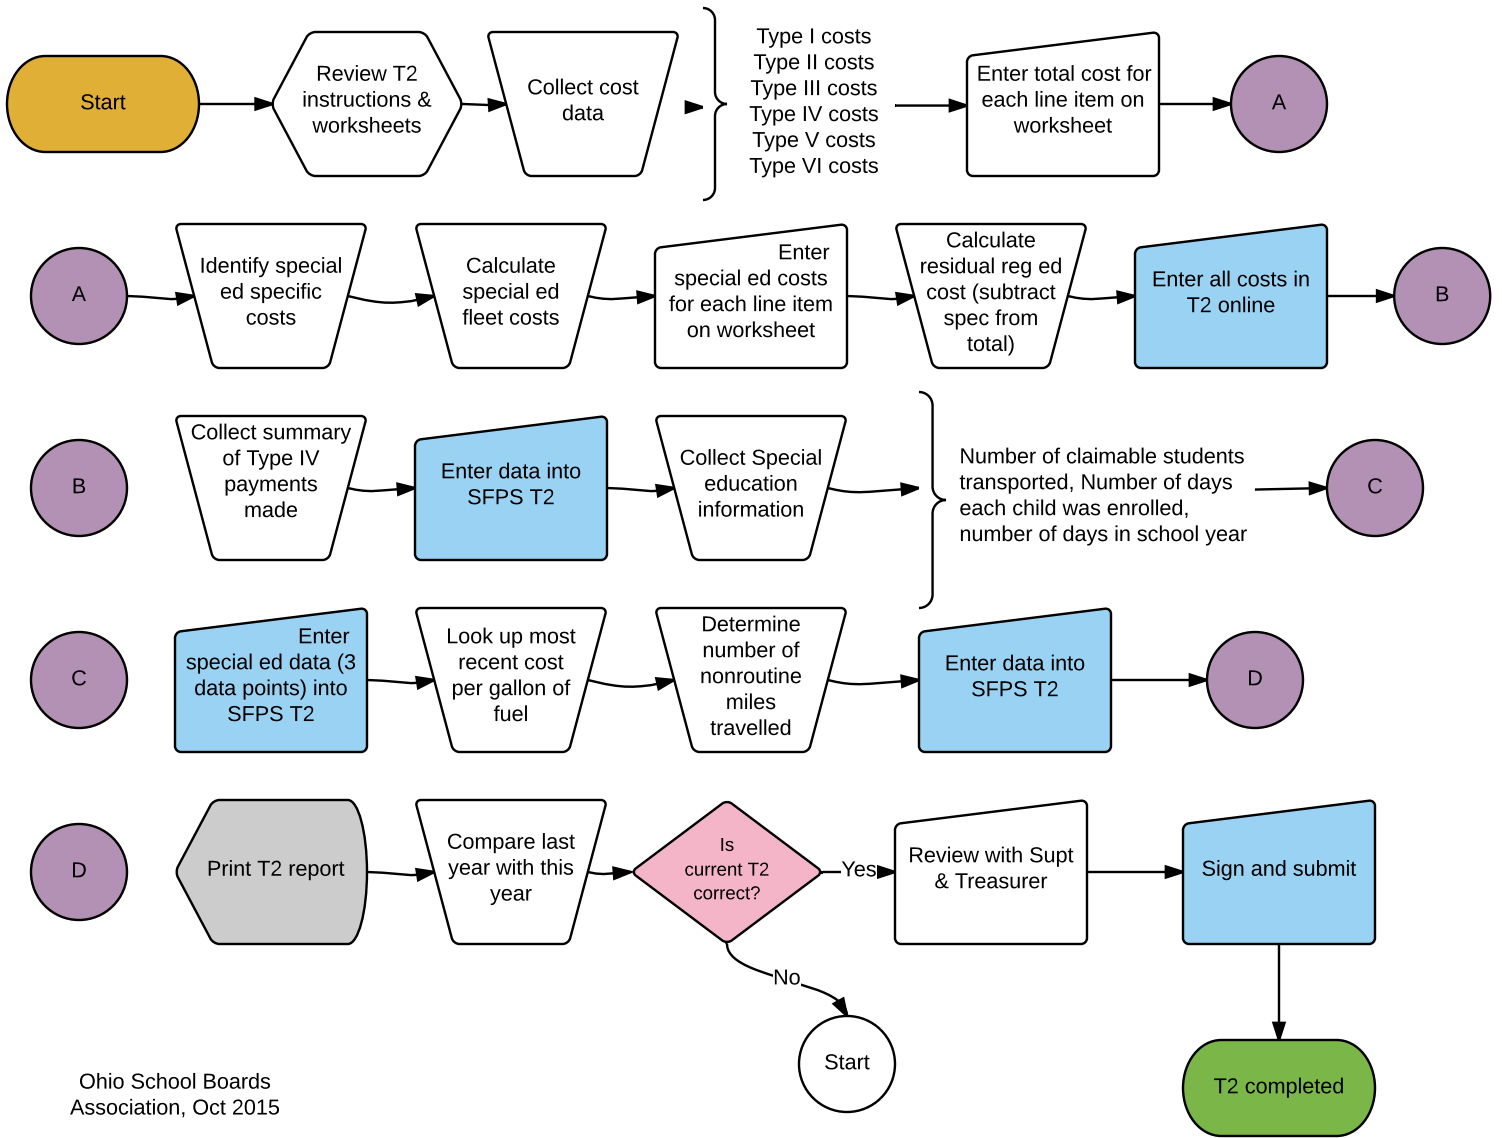 Start
Review T2
instructions &
worksheets
Collect cost
data
Type I costs
Type II costs
Type III costs
Type IV costs
Type V costs
Type VI costs
Enter total cost for
each line item on
worksheet
A
A
Identify special
ed specific
costs
Calculate
special ed
fleet costs
Enter
special ed costs
for each line item
on worksheet
Calculate
residual reg ed
cost (subtract
spec from
total)
Enter all costs in
T2 online
B
B
Collect summary
of Type IV
payments
made
Enter data into
SFPS T2
Collect Special
education
information
Number of claimable students
transported, Number of days
each child was enrolled,
number of days in school year
C
C
Enter
special ed data (3
data points) into
SFPS T2
Look up most
recent cost
per gallon of
fuel
Determine
number of
nonroutine
miles
travelled
Enter data into
SFPS T2
D
D
Print T2 report
Compare last
year with this
year
Is
current T2
correct?
Yes
Review with Supt
& Treasurer
Sign and submit
No
Start
T2 completed
Ohio School Boards
Association, Oct 2015